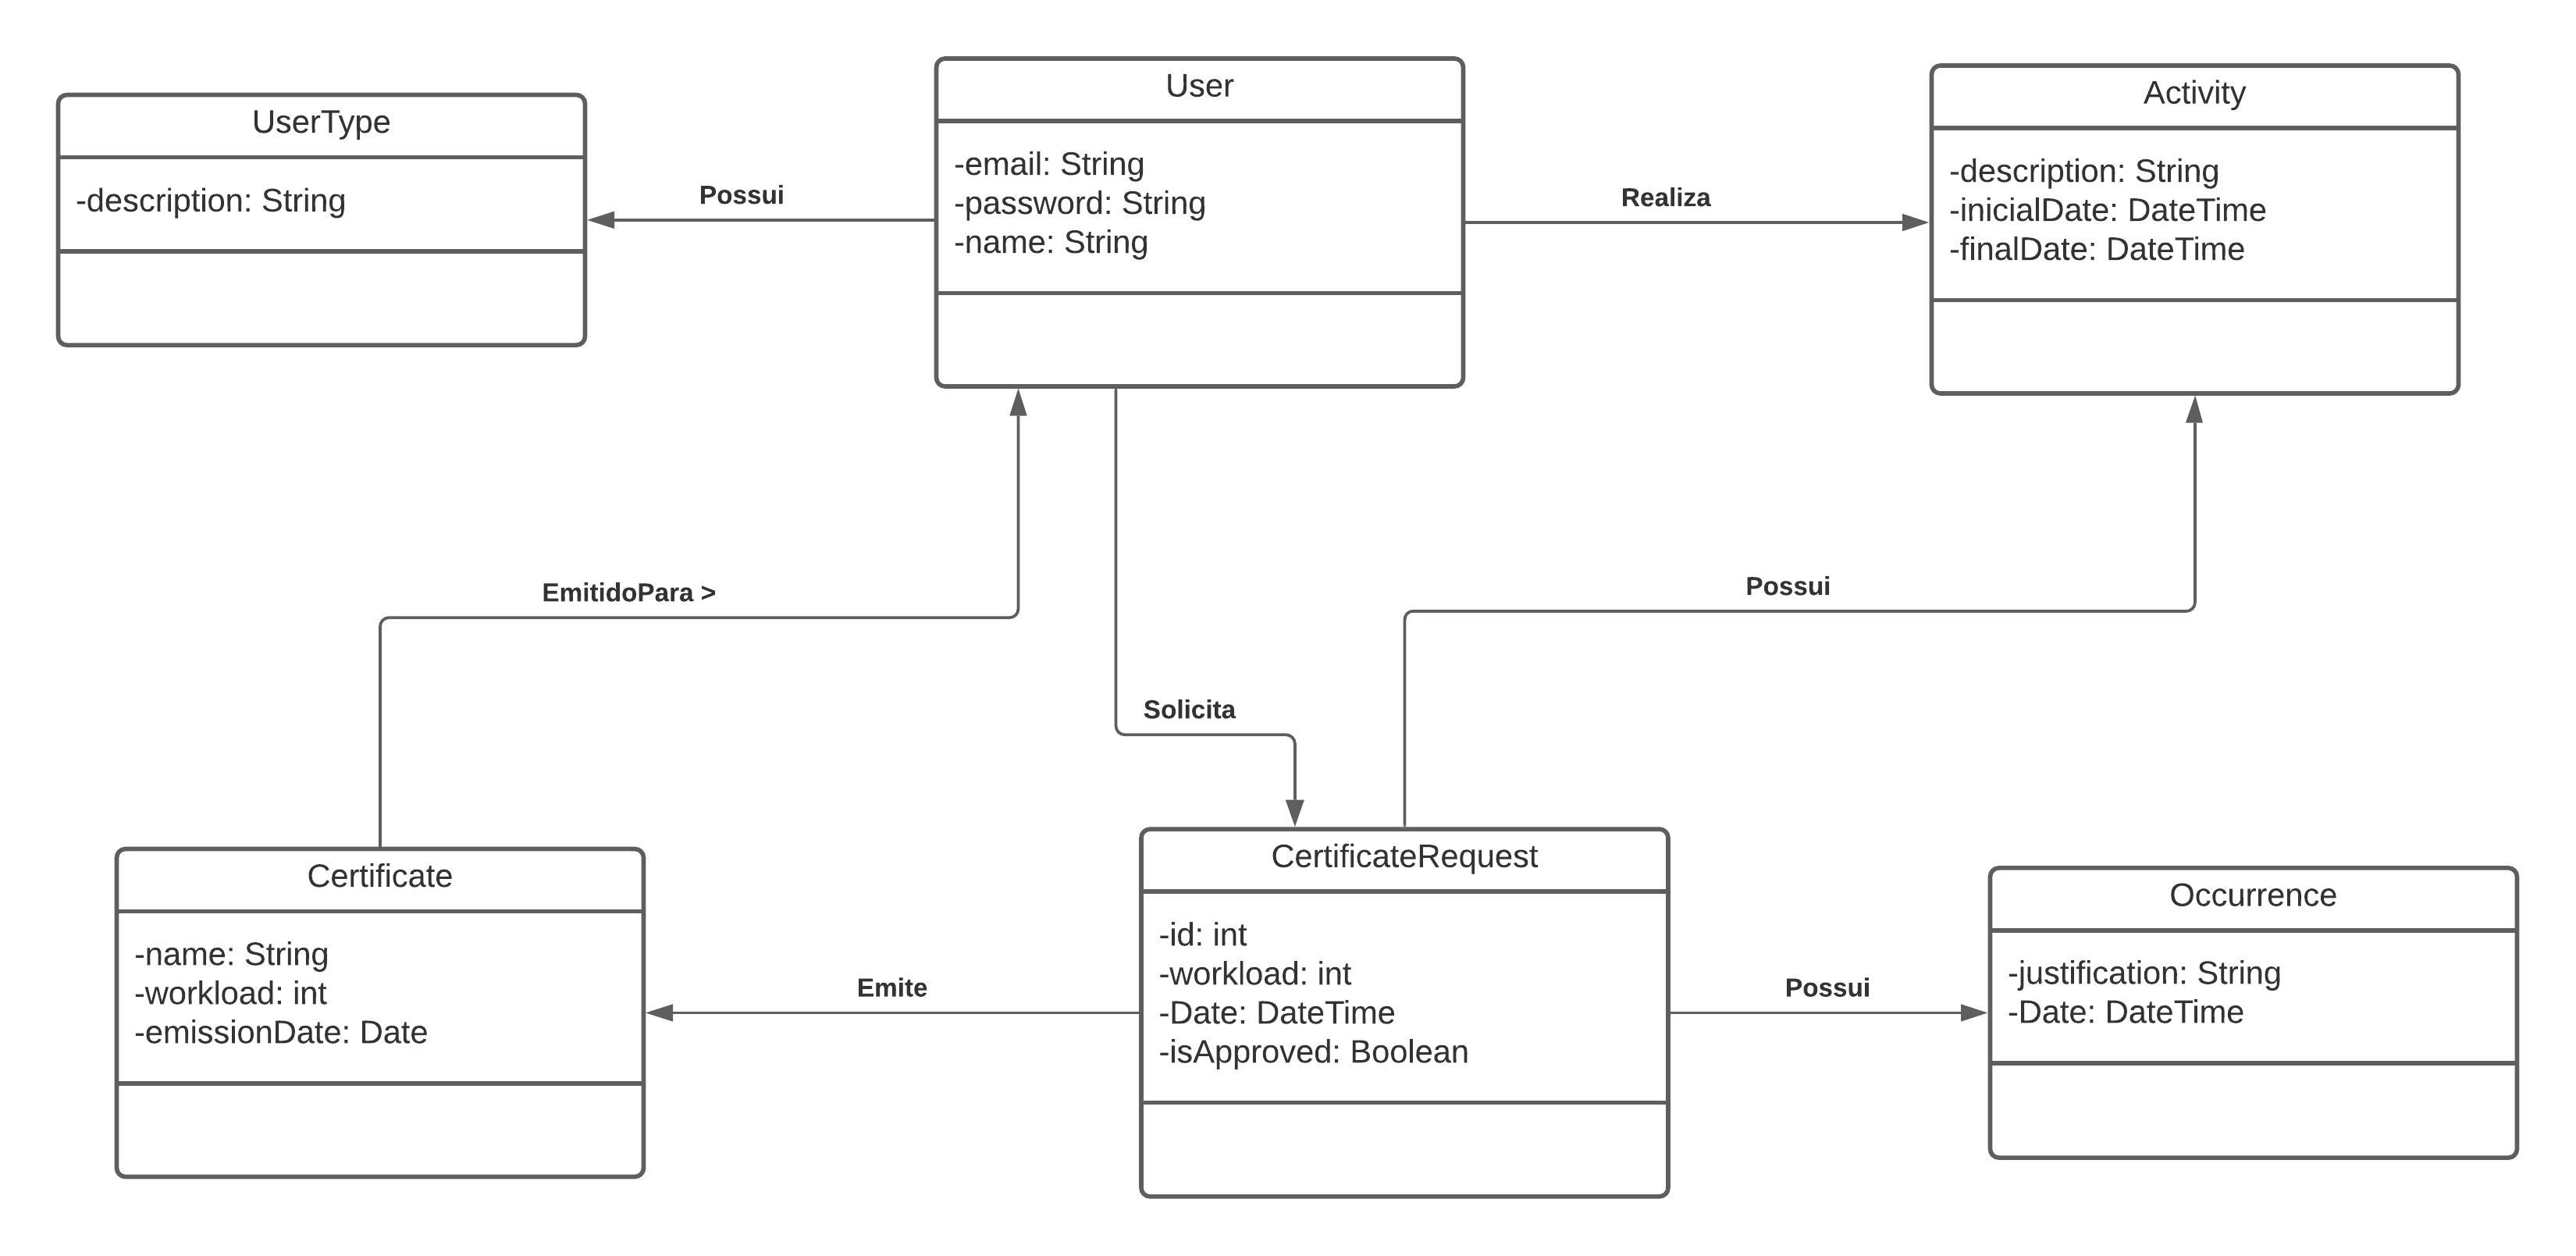 UserType
-description: String
Possui
User
-email: String
-password: String
-name: String
Realiza
Activity
-description: String
-inicialDate: DateTime
-finalDate: DateTime
EmitidoPara >
Solicita
Possui
Certificate
-name: String
-workload: int
-emissionDate: Date
Emite
CertificateRequest
-id: int
-workload: int
-Date: DateTime
-isApproved: Boolean
Possui
Occurrence
-justification: String
-Date: DateTime